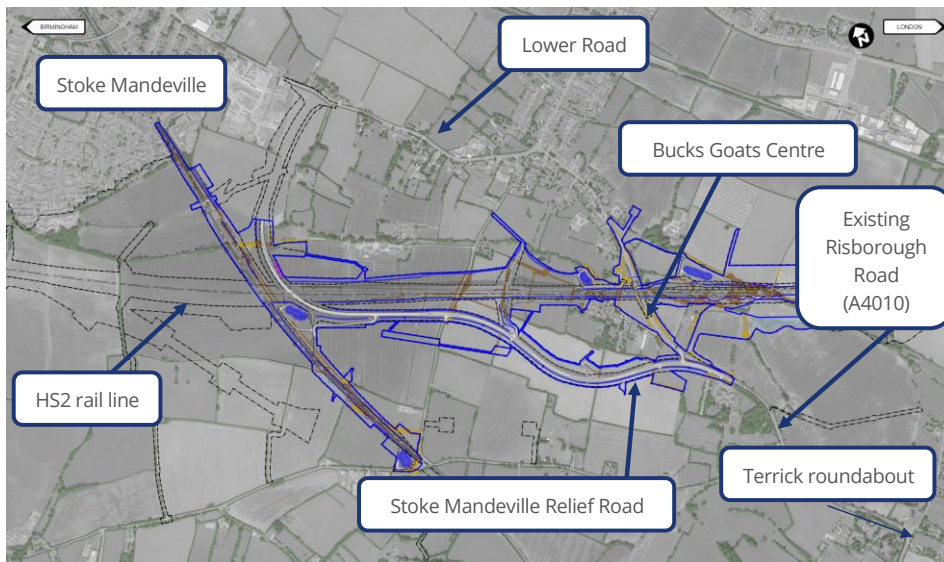 BIRMINGHAM
LONDON
N
Lower Road
Stoke Mandeville
Bucks Goats Centre
Existing
Risborough
Road
(A4010)
HS2 rail line
Terrick roundabout
Stoke Mandeville Relief Road